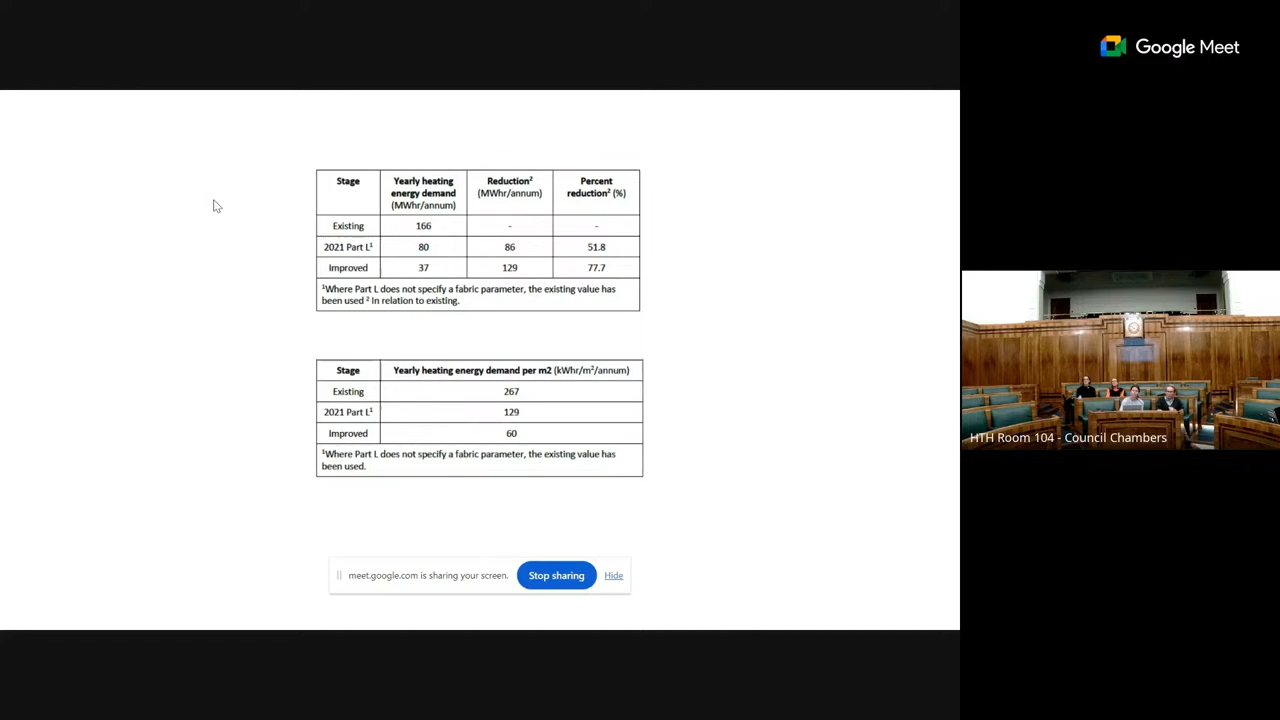 Google Meet
Stage Yearly heating Reduction² Percent
energy demand (MWhr/annum) reduction² (%)
(MWhr/annum)
Existing 166 - -
2021 Part L¹ 80 86 51.8
Improved 37 129 77.7
¹Where Part L does not specify a fabric parameter, the existing value has
been used ² In relation to existing.
Stage Yearly heating energy demand per m2 (kWhr/m²/annum)
Existing 267
2021 Part L¹ 129
Improved 60
¹Where Part L does not specify a fabric parameter, the existing value has
been used.
HTH Room 104 - Council Chambers
meet.google.com is sharing your screen. Stop sharing Hide